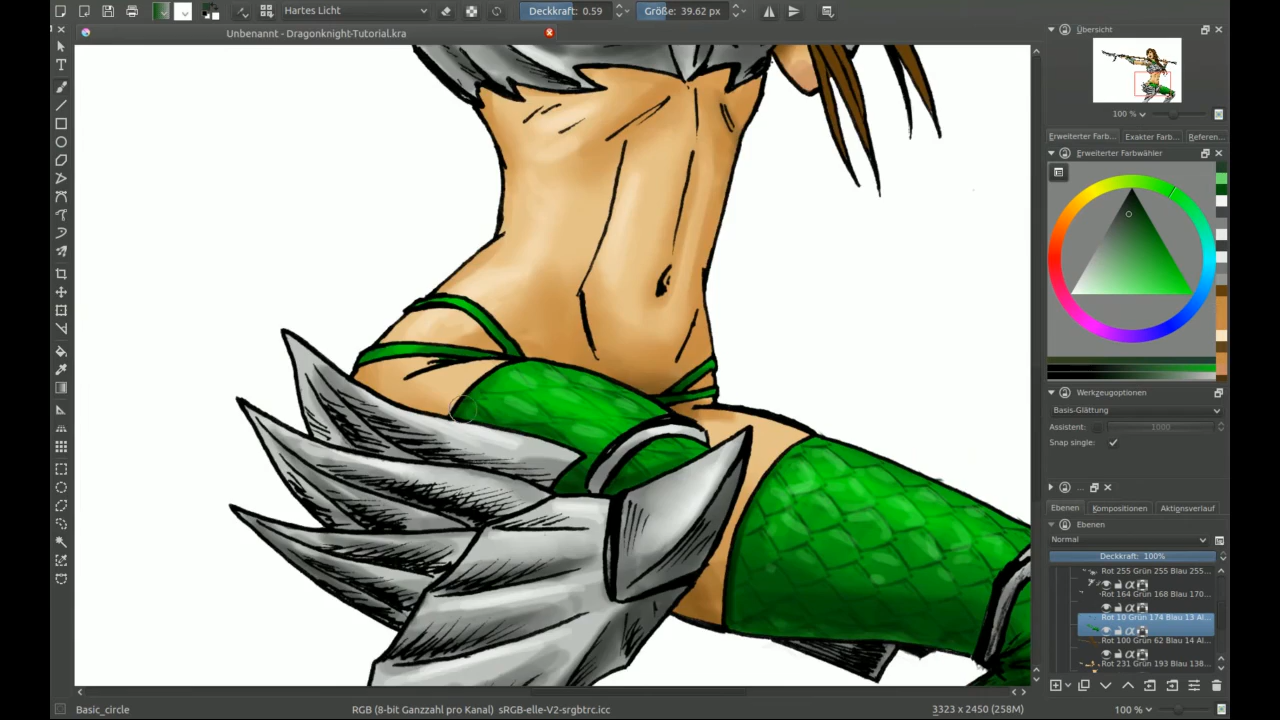 Hartes Licht
Deckkraft: 0.59
Größe: 39.62 px
Unbenannt - Dragonknight-Tutorial.kra
Übersicht
100 %
Erweiterter Farb...
Exakter Farb...
Referen...
Erweiterter Farbwähler
Werkzeugoptionen
Basis-Glättung
Assistent:
1000
Snap single:
...
Ebenen
Kompositionen
Aktionsverlauf
Ebenen
Normal
Deckkraft: 100%
Rot 255 Grün 255 Blau 255...
Rot 164 Grün 168 Blau 170...
Rot 10 Grün 174 Blau 13 Al...
Rot 100 Grün 62 Blau 14 Al...
Rot 231 Grün 193 Blau 138...
Basic_circle
RGB (8-bit Ganzzahl pro Kanal) sRGB-elle-V2-srgbtrc.icc
3323 x 2450 (258M)
100 %